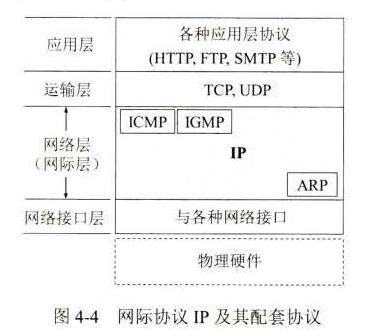 应用层
各种应用层协议
(HTTP, FTP, SMTP 等)
运输层
TCP, UDP
网络层
(网际层)
ICMP
IGMP
IP
ARP
网络接口层
与各种网络接口
物理硬件
图 4-4 网际协议 IP 及其配套协议